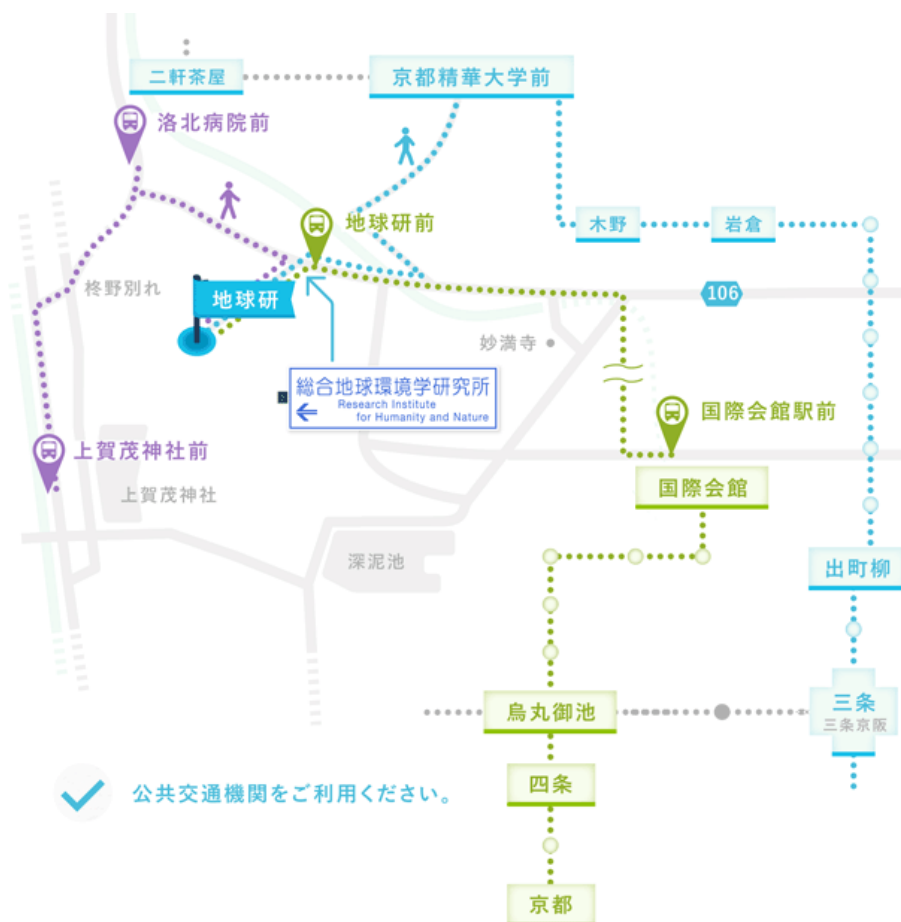 二軒茶屋
京都精華大学前
洛北病院前
地球研前
木野
岩倉
柊野別れ
地球研
106
妙満寺
総合地球環境学研究所
Research Institute
for Humanity and Nature
国際会館駅前
上賀茂神社前
上賀茂神社
国際会館
深泥池
出町柳
烏丸御池
三条
三条京阪
四条
公共交通機関をご利用ください。
京都